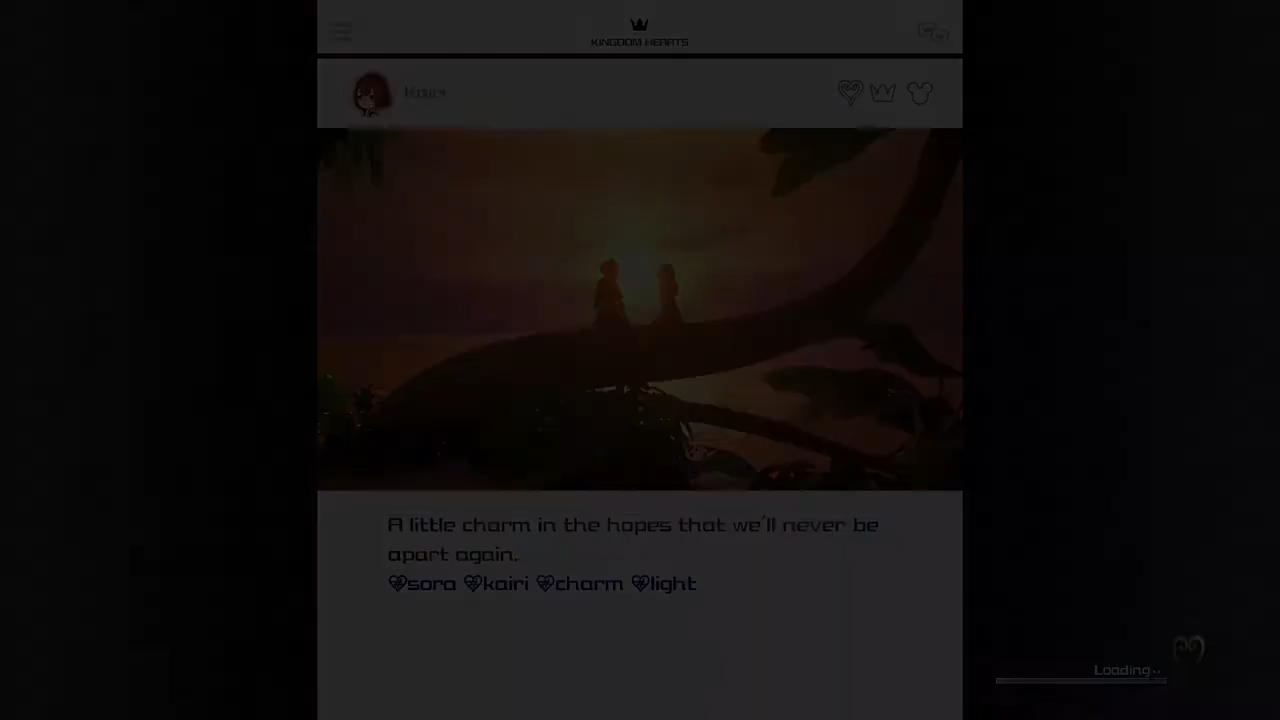 KINGDOM HEARTS
Kairi
A little charm in the hopes that we'll never be
apart again.
sora kairi charm light
Loading..